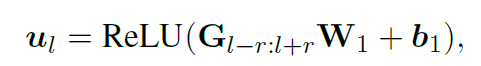 𝒖_l = ReLU(𝐆_{l−r:l+r}𝐖_1 + 𝒃_1),